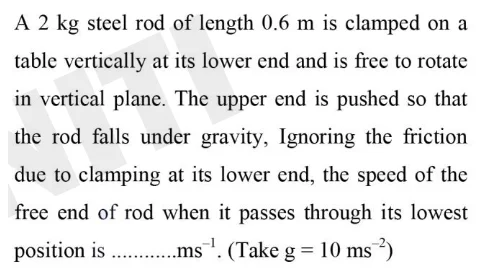 A 2 kg steel rod of length 0.6 m is clamped on a
table vertically at its lower end and is free to rotate
in vertical plane. The upper end is pushed so that
the rod falls under gravity, Ignoring the friction
due to clamping at its lower end, the speed of the
free end of rod when it passes through its lowest
position is ............ms⁻¹. (Take g = 10 ms⁻²)
NITI